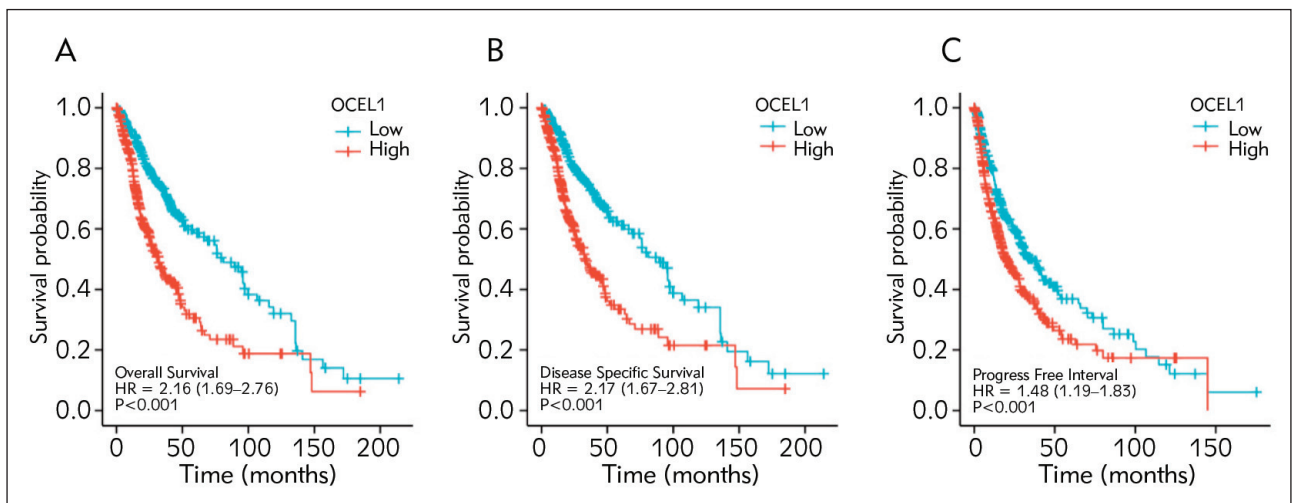 A
B
C
Survival probability
1.0
0.8
0.6
0.4
0.2
0.0
OCEL1
Low
High
Overall Survival
HR = 2.16 (1.69–2.76)
P<0.001
0 50 100 150 200
Time (months)
Survival probability
1.0
0.8
0.6
0.4
0.2
0.0
OCEL1
Low
High
Disease Specific Survival
HR = 2.17 (1.67–2.81)
P<0.001
0 50 100 150 200
Time (months)
Survival probability
1.0
0.8
0.6
0.4
0.2
0.0
OCEL1
Low
High
Progress Free Interval
HR = 1.48 (1.19–1.83)
P<0.001
0 50 100 150
Time (months)